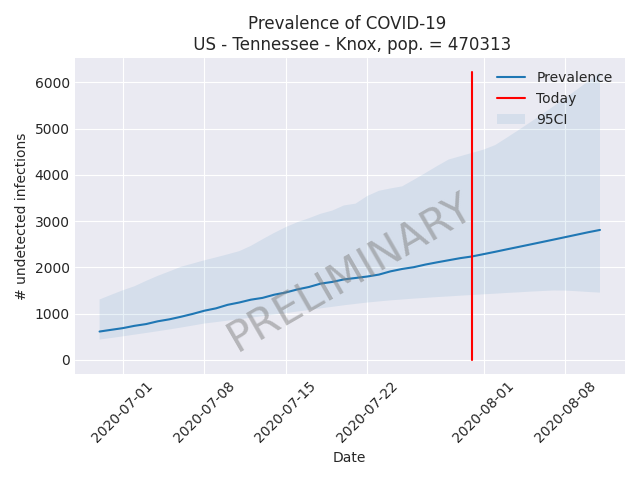 Prevalence of COVID-19
US - Tennessee - Knox, pop. = 470313
# undetected infections
6000
5000
4000
3000
2000
1000
0
Prevalence
Today
95CI
PRELIMINARY
2020-07-01
2020-07-08
2020-07-15
2020-07-22
2020-08-01
2020-08-08
Date